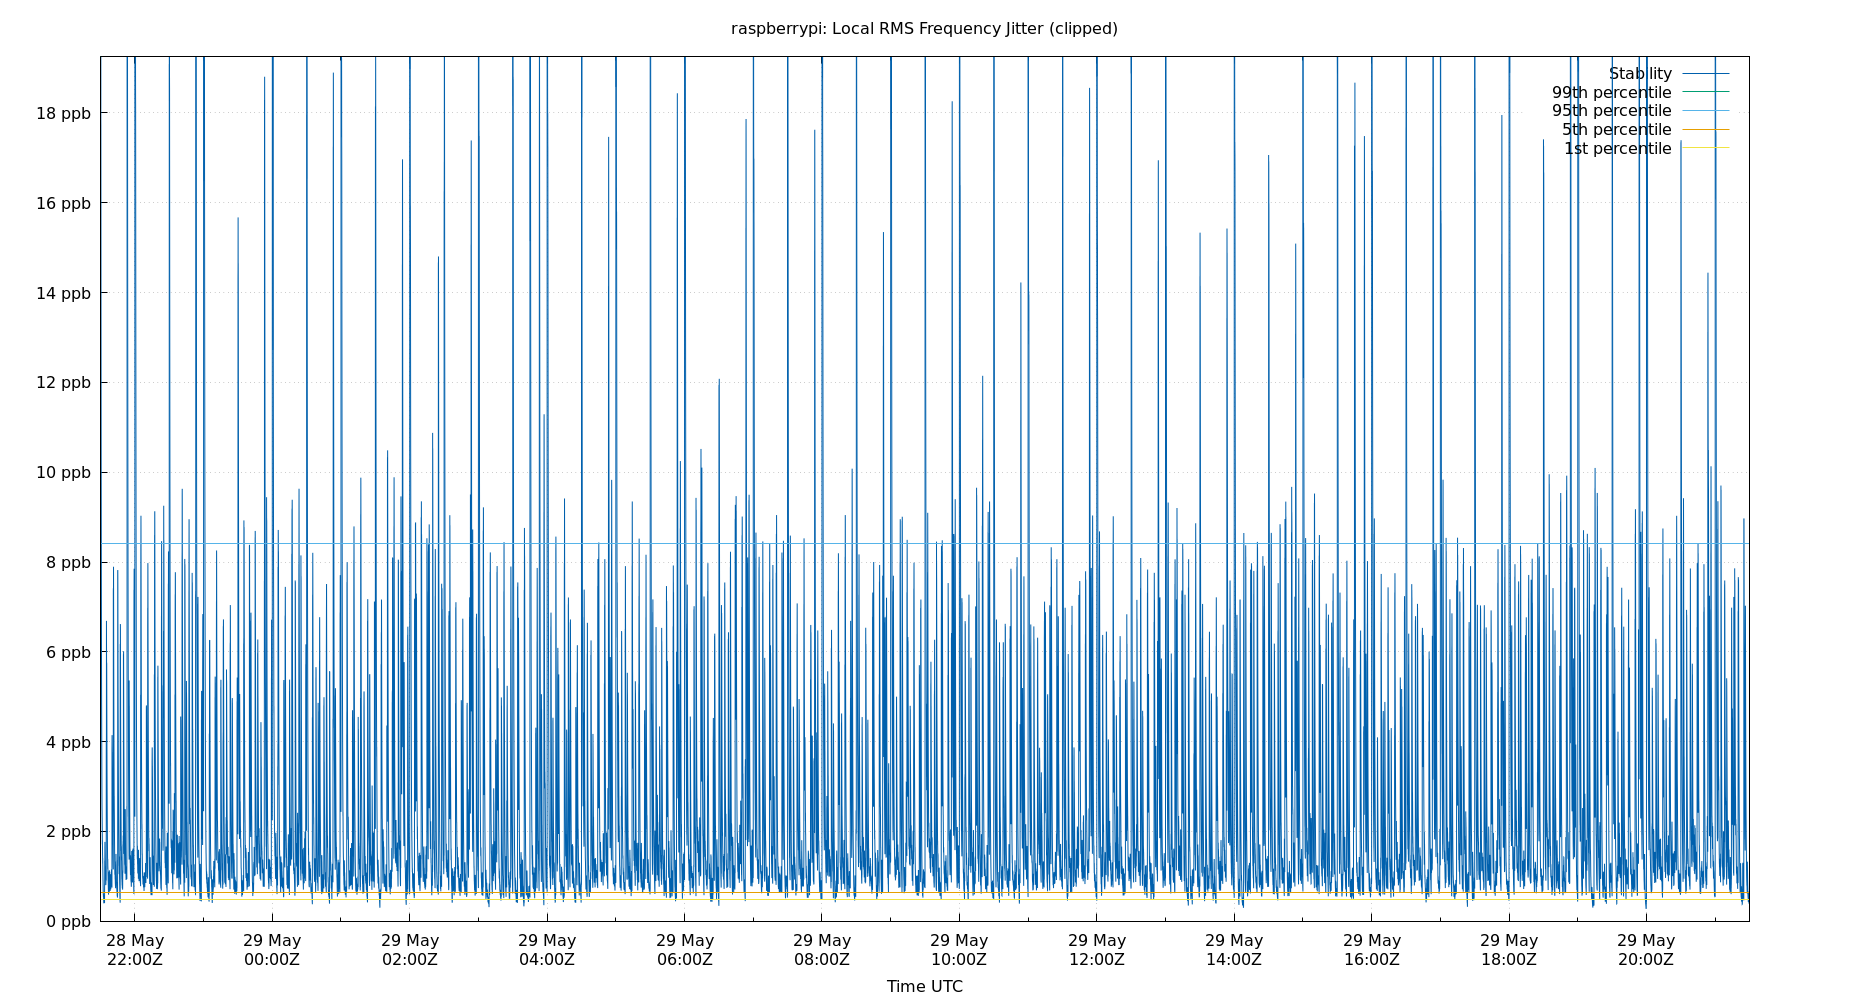 raspberrypi: Local RMS Frequency Jitter (clipped)
Stability
99th percentile
95th percentile
5th percentile
1st percentile
18 ppb
16 ppb
14 ppb
12 ppb
10 ppb
8 ppb
6 ppb
4 ppb
2 ppb
0 ppb
28 May 29 May 29 May 29 May 29 May 29 May 29 May 29 May 29 May 29 May 29 May 29 May
22:00Z 00:00Z 02:00Z 04:00Z 06:00Z 08:00Z 10:00Z 12:00Z 14:00Z 16:00Z 18:00Z 20:00Z
Time UTC